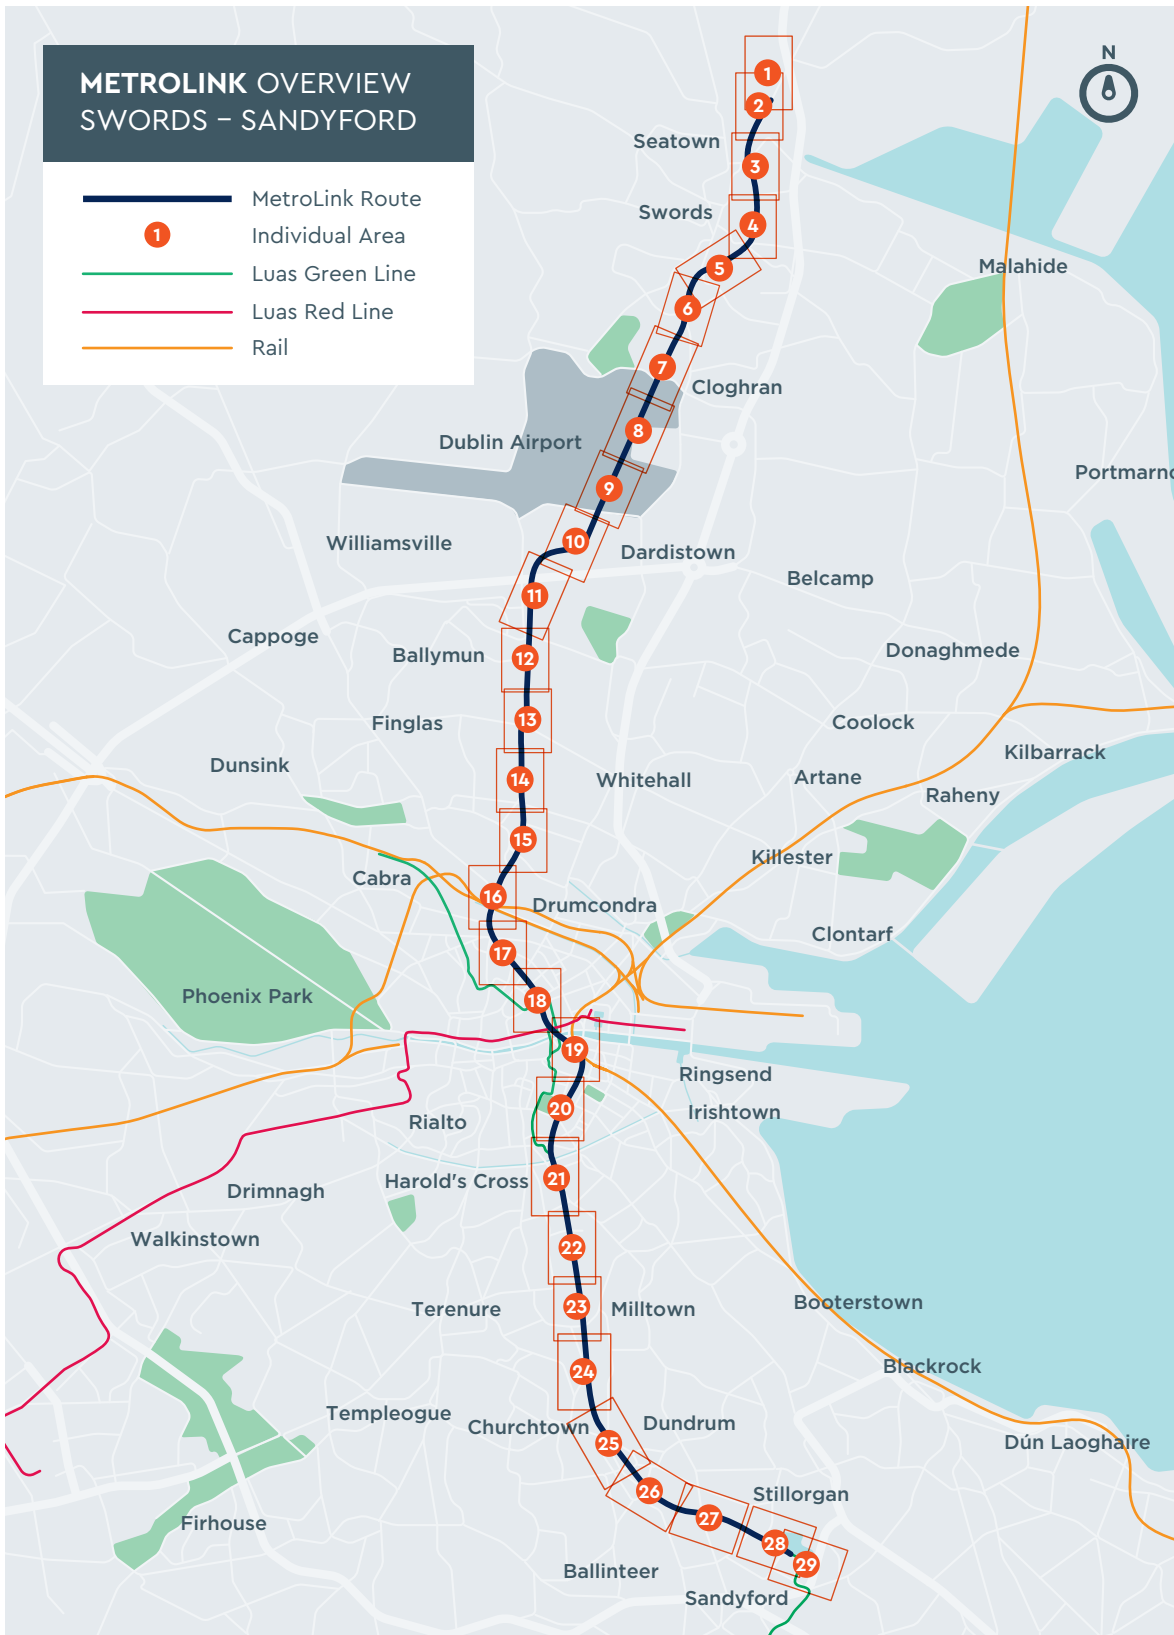 METROLINK OVERVIEW
SWORDS – SANDYFORD
MetroLink Route
1 Individual Area
Luas Green Line
Luas Red Line
Rail
N
1
2
Seatown
3
Swords
4
5
Malahide
6
7
Cloghran
8
Dublin Airport
Portmarno
9
10
Williamsville
Dardistown
Belcamp
11
Cappoge
Ballymun
12
Donaghmede
Finglas
13
Coolock
Kilbarrack
Dunsink
14
Whitehall
Artane
Raheny
15
Killester
Cabra
16
Drumcondra
Clontarf
17
Phoenix Park
18
19
Ringsend
20
Irishtown
Rialto
21
Harold's Cross
Drimnagh
Walkinstown
22
Terenure
23
Milltown
Booterstown
24
Blackrock
Templeogue
Churchtown
Dundrum
25
Dún Laoghaire
26
Stillorgan
27
Firhouse
28
29
Ballinteer
Sandyford